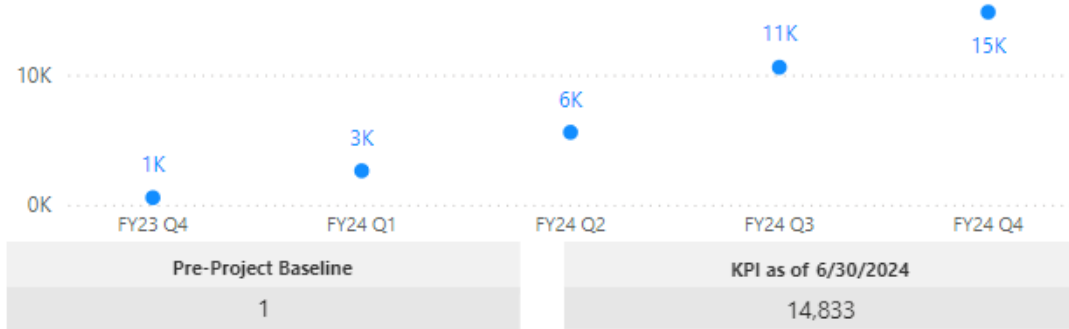 11K
15K
10K
6K
3K
1K
0K
FY23 Q4 FY24 Q1 FY24 Q2 FY24 Q3 FY24 Q4
Pre-Project Baseline KPI as of 6/30/2024
1 14,833